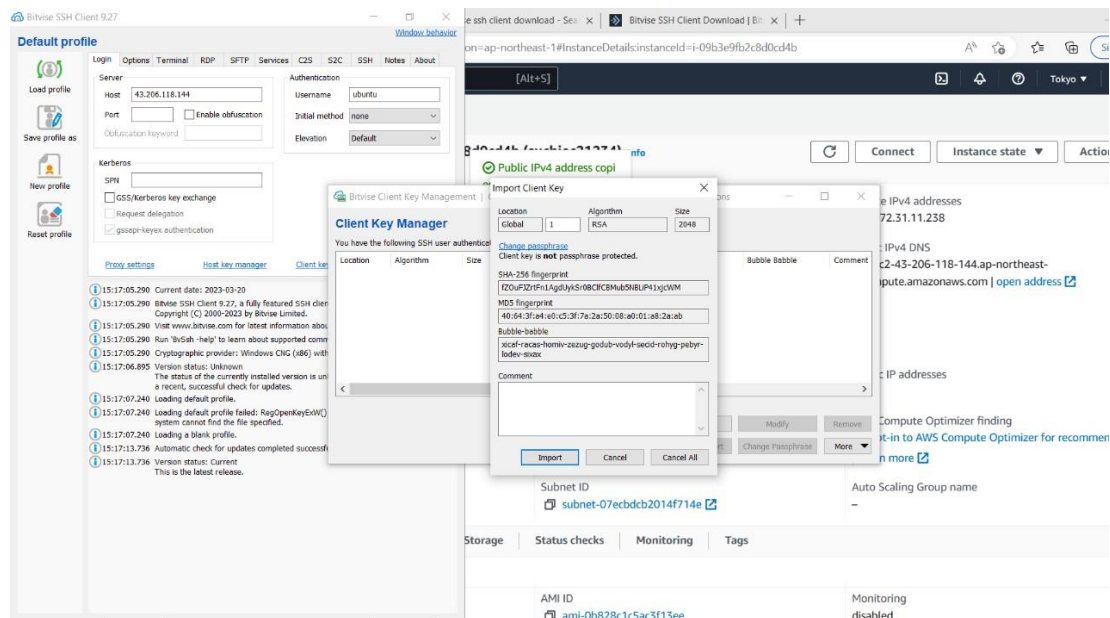 Bitvise SSH Client 9.27
Default profile
Window behavior
Load profile
Save profile as
New profile
Reset profile
Login Options Terminal RDP SFTP Services C2S S2C SSH Notes About
Server
Host 43.206.118.144
Port Enable obfuscation
Obfuscation keyword
Authentication
Username ubuntu
Initial method none
Elevation Default
Kerberos
SPN
GSS/Kerberos key exchange
Request delegation
gssapi-keyex authentication
Proxy settings Host key manager Client key
15:17:05.290 Current date: 2023-03-20
15:17:05.290 Bitvise SSH Client 9.27, a fully featured SSH client
Copyright (C) 2000-2023 by Bitvise Limited.
15:17:05.290 Visit www.bitvise.com for latest information about
15:17:05.290 Run 'BvSsh -help' to learn about supported
15:17:05.290 Cryptographic provider: Windows CNG (x86) with
15:17:06.895 Version status: Unknown
The status of the currently installed version is
a recent, successful check for updates.
15:17:07.240 Loading default profile.
15:17:07.240 Loading default profile failed: RegOpenKeyExW()
system cannot find the file specified.
15:17:07.240 Loading a blank profile.
15:17:13.736 Automatic check for updates completed
15:17:13.736 Version status: Current
This is the latest release.
Bitvise Client Key Management
Client Key Manager
You have the following SSH user
Location Algorithm Size Bubble Babble Comment
Modify Remove
Change Passphrase More
Import Client Key
Location Algorithm Size
Global 1 RSA 2048
Change passphrase
Client key is not passphrase protected.
SHA-256 fingerprint
MD5 fingerprint
40:64:3f:a4:e0:c5:3f:7a:2a:50:08:a0:01:a8:2a:ab
Bubble-babble
xicaf-racas-homiv-zezug-godub-vodyl-secid-rohyg-pebyr-
lodev-sixax
Comment
Import Cancel Cancel All
se ssh client download - Sea Bitvise SSH Client Download | Bit
on=ap-northeast-1#InstanceDetails:instanceId=i-09b3e9fb2c8d0cd4b
[Alt+S] Tokyo
Public IPv4 address copi
Connect Instance state
IPv4 addresses
72.31.11.238
IPv4 DNS
c2-43-206-118-144.ap-northeast-
pute.amazonaws.com | open address
IP addresses
Compute Optimizer finding
pt-in to AWS Compute Optimizer for recommen
n more
Subnet ID
subnet-07ecbdcb2014f714e
Auto Scaling Group name
–
Storage Status checks Monitoring Tags
AMI ID
ami-0b828c1c5ac3f13ee
Monitoring
disabled